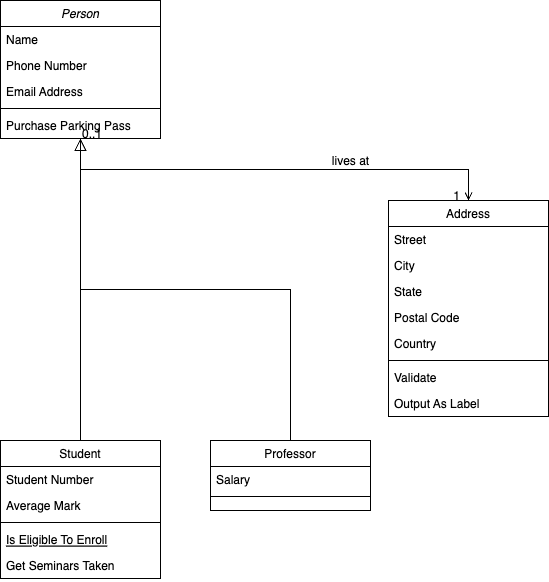 Person
Name
Phone Number
Email Address
Purchase Parking Pass
0..1
lives at
1
Address
Street
City
State
Postal Code
Country
Validate
Output As Label
Student
Student Number
Average Mark
Is Eligible To Enroll
Get Seminars Taken
Professor
Salary